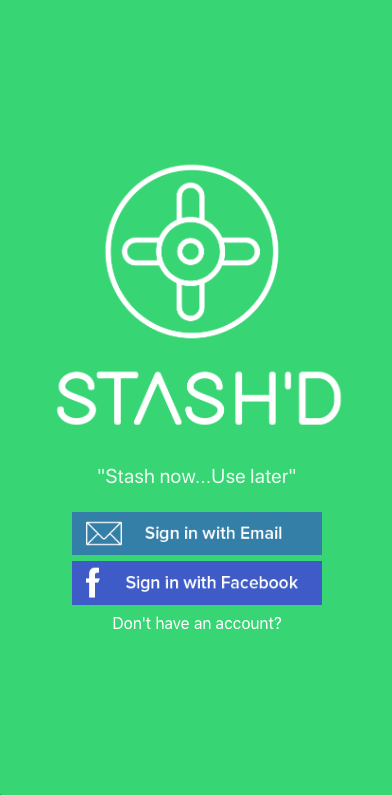 STASH'D
"Stash now...Use later"
Sign in with Email
Sign in with Facebook
Don't have an account?